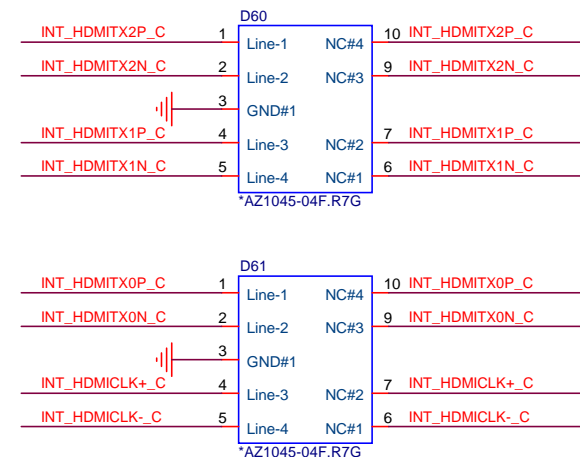 D60
INT_HDMITX2P_C 1 Line-1 NC#4 10 INT_HDMITX2P_C
INT_HDMITX2N_C 2 Line-2 NC#3 9 INT_HDMITX2N_C
3 GND#1
INT_HDMITX1P_C 4 Line-3 NC#2 7 INT_HDMITX1P_C
INT_HDMITX1N_C 5 Line-4 NC#1 6 INT_HDMITX1N_C
*AZ1045-04F.R7G
D61
INT_HDMITX0P_C 1 Line-1 NC#4 10 INT_HDMITX0P_C
INT_HDMITX0N_C 2 Line-2 NC#3 9 INT_HDMITX0N_C
3 GND#1
INT_HDMICLK+_C 4 Line-3 NC#2 7 INT_HDMICLK+_C
INT_HDMICLK-_C 5 Line-4 NC#1 6 INT_HDMICLK-_C
*AZ1045-04F.R7G